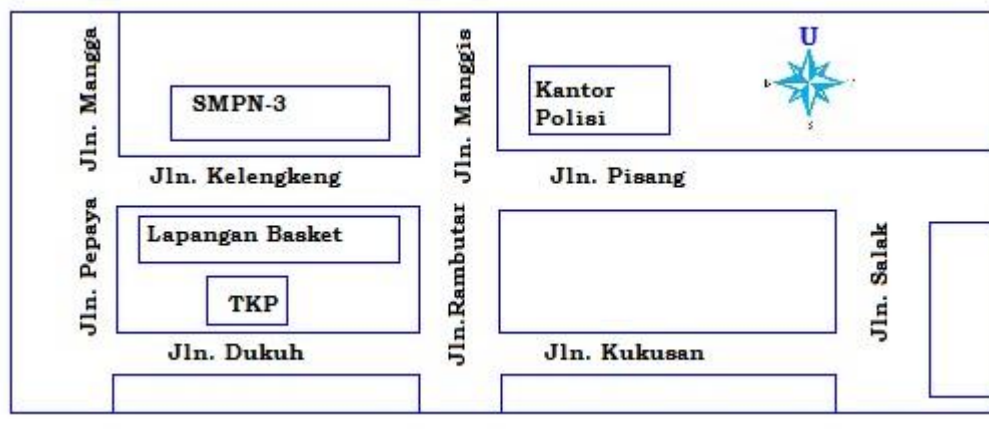 Jln. Mangga
SMPN-3
Jln. Manggis
Kantor
Polisi
U
S
Jln. Kelengkeng
Jln. Pisang
Jln. Pepaya
Lapangan Basket
TKP
Jln.Rambutar
Jln. Salak
Jln. Dukuh
Jln. Kukusan